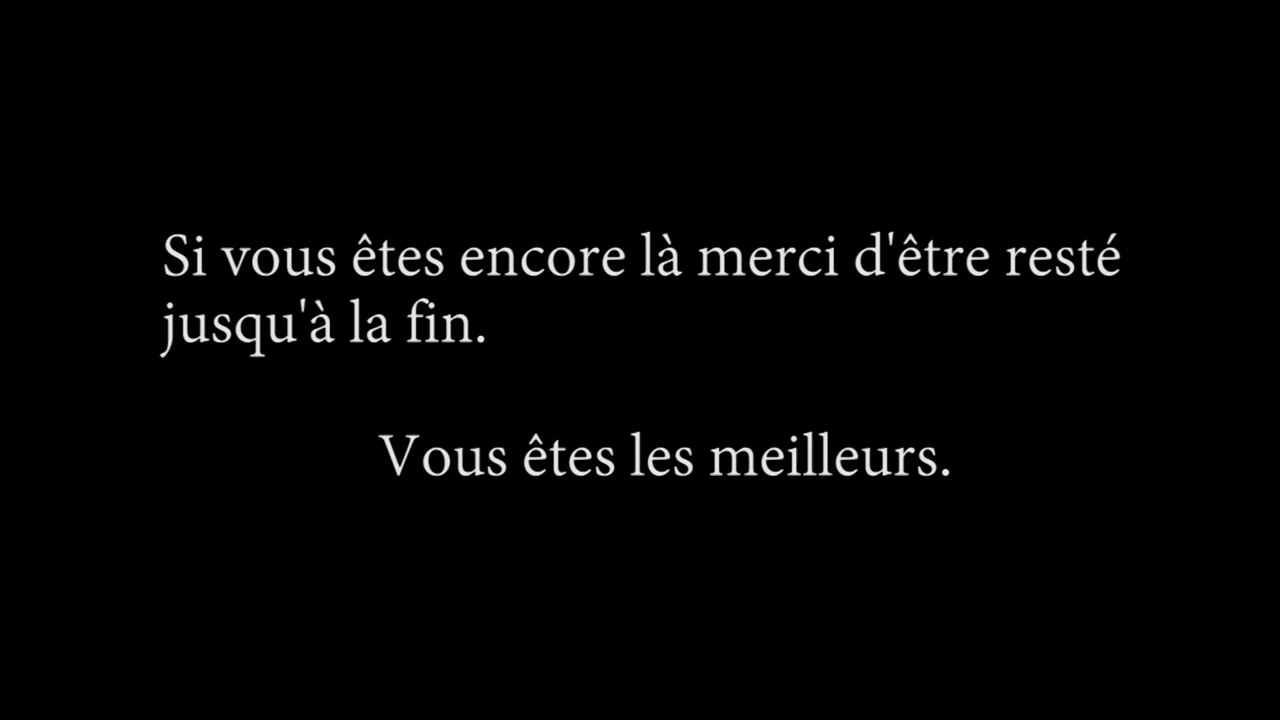 Si vous êtes encore là merci d'être resté
jusqu'à la fin.
Vous êtes les meilleurs.